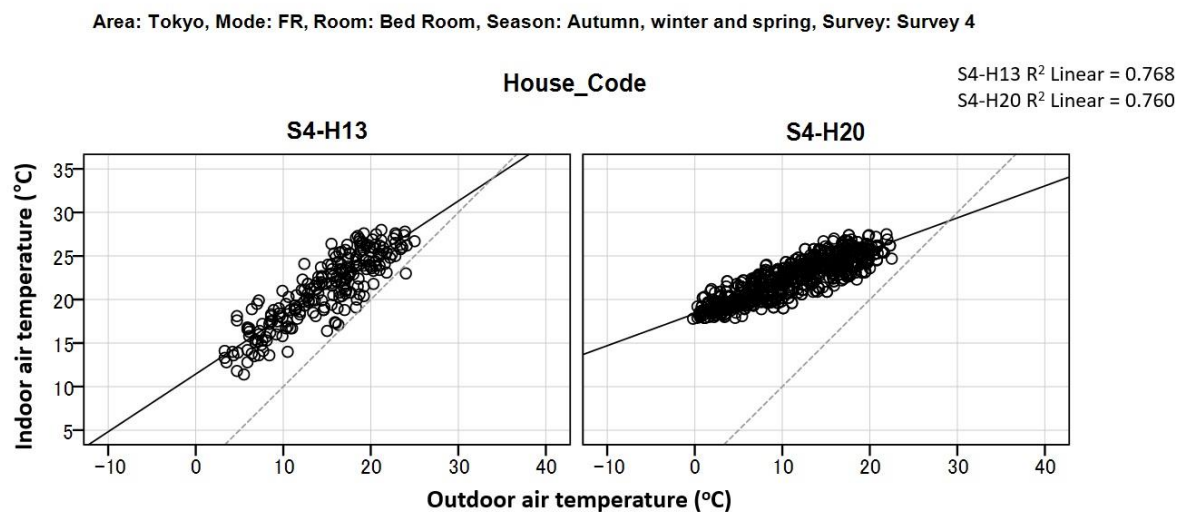 Area: Tokyo, Mode: FR, Room: Bed Room, Season: Autumn, winter and spring, Survey: Survey 4
House_Code
S4-H13 R² Linear = 0.768
S4-H20 R² Linear = 0.760
S4-H13
S4-H20
Indoor air temperature (°C)
35
30
25
20
15
10
5
-10 0 10 20 30 40
-10 0 10 20 30 40
Outdoor air temperature (°C)